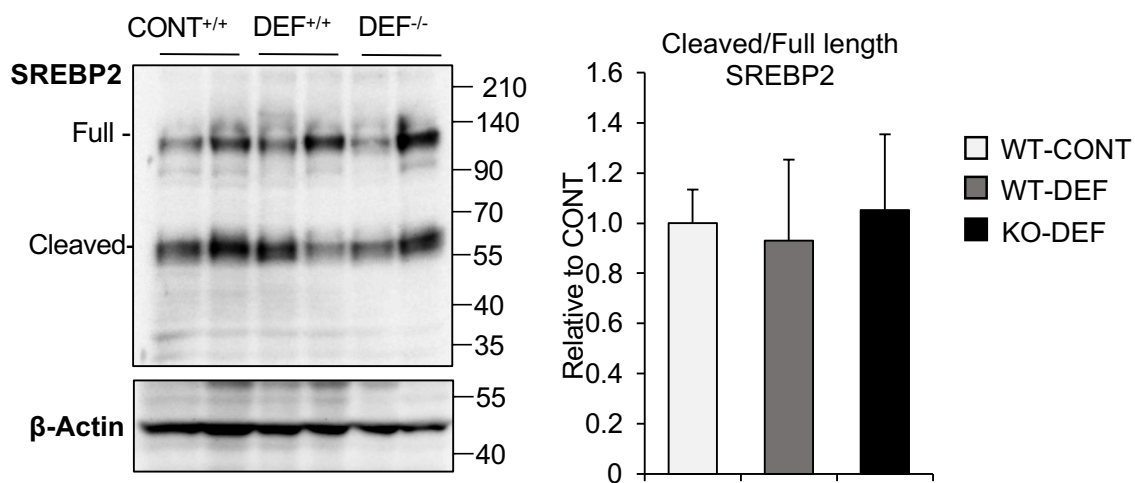 CONT+/+ DEF+/+ DEF-/-
SREBP2
Full -
Cleaved-
210
140
90
70
55
40
35
β-Actin
55
40
Cleaved/Full length
SREBP2
Relative to CONT
1.6
1.4
1.2
1.0
0.8
0.6
0.4
0.2
0
WT-CONT
WT-DEF
KO-DEF